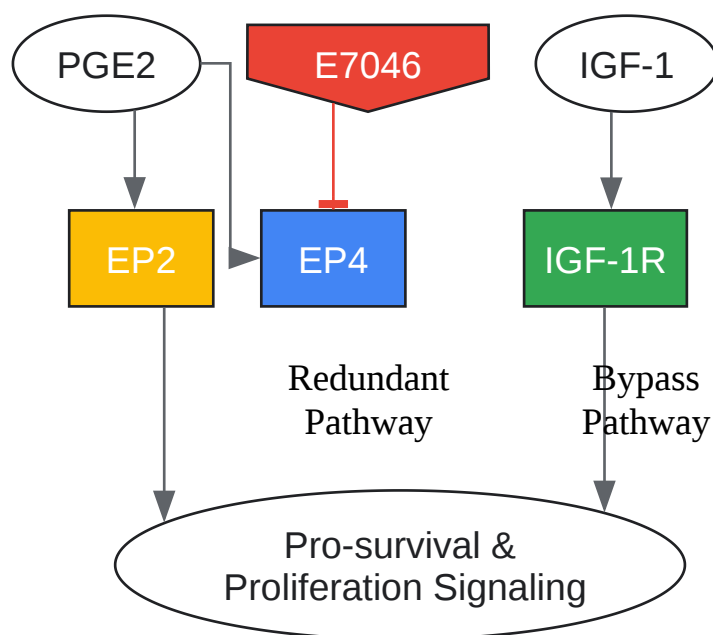 PGE2
E7046
IGF-1
EP2
EP4
IGF-1R
Redundant
Pathway
Bypass
Pathway
Pro-survival &
Proliferation Signaling